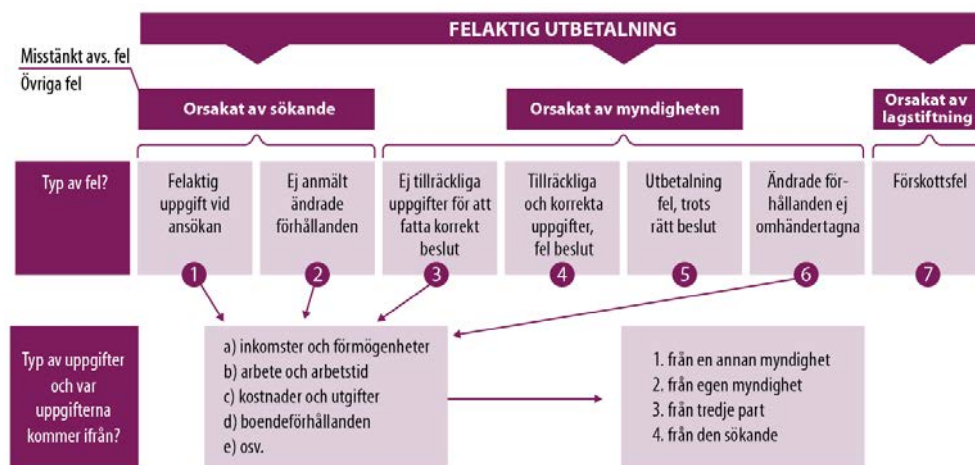 FELAKTIG UTBETALNING
Misstänkt avs. fel
Övriga fel
Orsakat av sökande
Orsakat av myndigheten
Orsakat av
lagstiftning
Typ av fel?
Felaktig
uppgift vid
ansökan
1
Ej anmält
ändrade
förhållanden
2
Ej tillräckliga
uppgifter för att
fatta korrekt
beslut
3
Tillräckliga
och korrekta
uppgifter,
fel beslut
4
Utbetalning
fel, trots
rätt beslut
5
Ändrade för-
hållanden ej
omhändertagna
6
Förskottsfel
7
Typ av uppgifter
och var
uppgifterna
kommer ifrån?
a) inkomster och förmögenheter
b) arbete och arbetstid
c) kostnader och utgifter
d) boendeförhållanden
e) osv.
1. från en annan myndighet
2. från egen myndighet
3. från tredje part
4. från den sökande